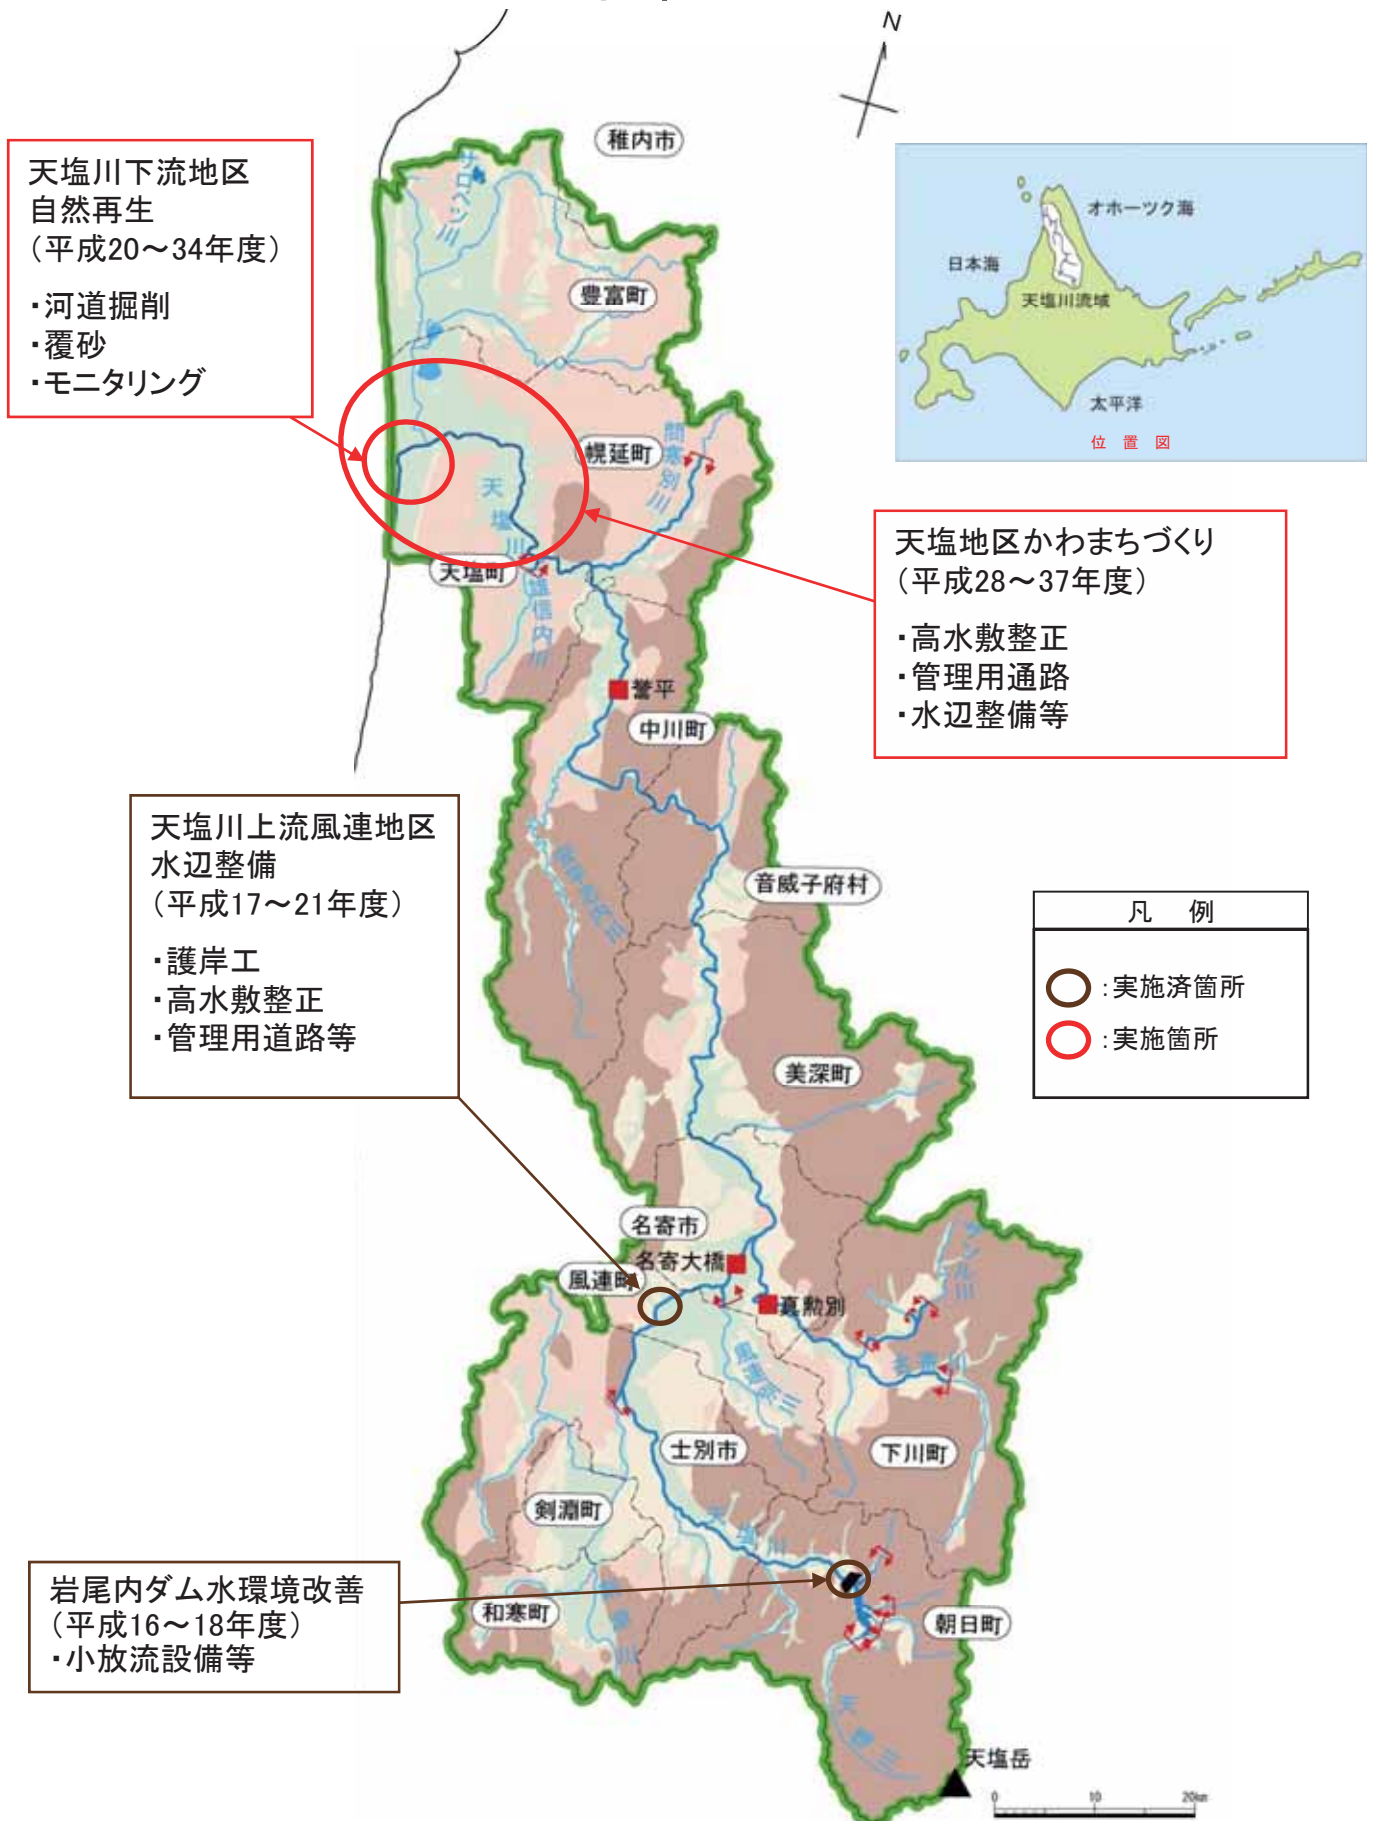 N
稚内市
天塩川下流地区
自然再生
(平成20～34年度)
・河道掘削
・覆砂
・モニタリング
サロベツ川
豊富町
オホーツク海
日本海
天塩川流域
太平洋
位置図
幌延町
問寒別川
天塩川
天塩町
雄信内川
天塩地区かわまちづくり
(平成28～37年度)
・高水敷整正
・管理用通路
・水辺整備等
誉平
中川町
天塩川上流風連地区
水辺整備
(平成17～21年度)
・護岸工
・高水敷整正
・管理用道路等
音威子府村
凡 例
：実施済箇所
：実施箇所
美深町
名寄市
名寄大橋
風連町
真勲別
サンル川
名寄川
士別市
下川町
剣淵町
天塩川
岩尾内ダム水環境改善
(平成16～18年度)
・小放流設備等
和寒町
朝日町
天塩岳
0 10 20km